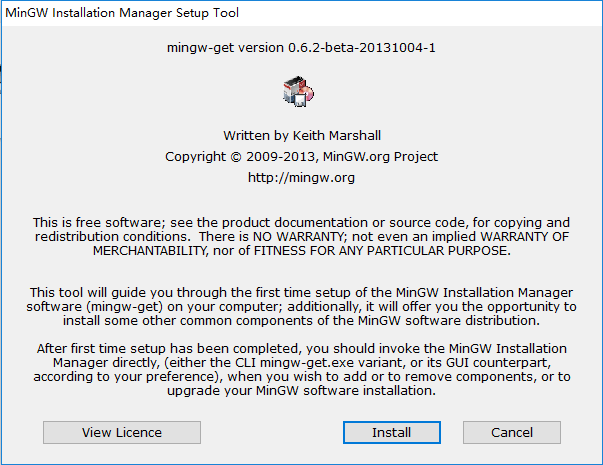 MinGW Installation Manager Setup Tool
mingw-get version 0.6.2-beta-20131004-1
Written by Keith Marshall
Copyright © 2009-2013, MinGW.org Project
http://mingw.org
This is free software; see the product documentation or source code, for copying and
redistribution conditions.  There is NO WARRANTY; not even an implied WARRANTY OF
MERCHANTABILITY, nor of FITNESS FOR ANY PARTICULAR PURPOSE.
This tool will guide you through the first time setup of the MinGW Installation Manager
software (mingw-get) on your computer; additionally, it will offer you the opportunity to
install some other common components of the MinGW software distribution.
After first time setup has been completed, you should invoke the MinGW Installation
Manager directly, (either the CLI mingw-get.exe variant, or its GUI counterpart,
according to your preference), when you wish to add or to remove components, or to
upgrade your MinGW software installation.
View Licence
Install
Cancel